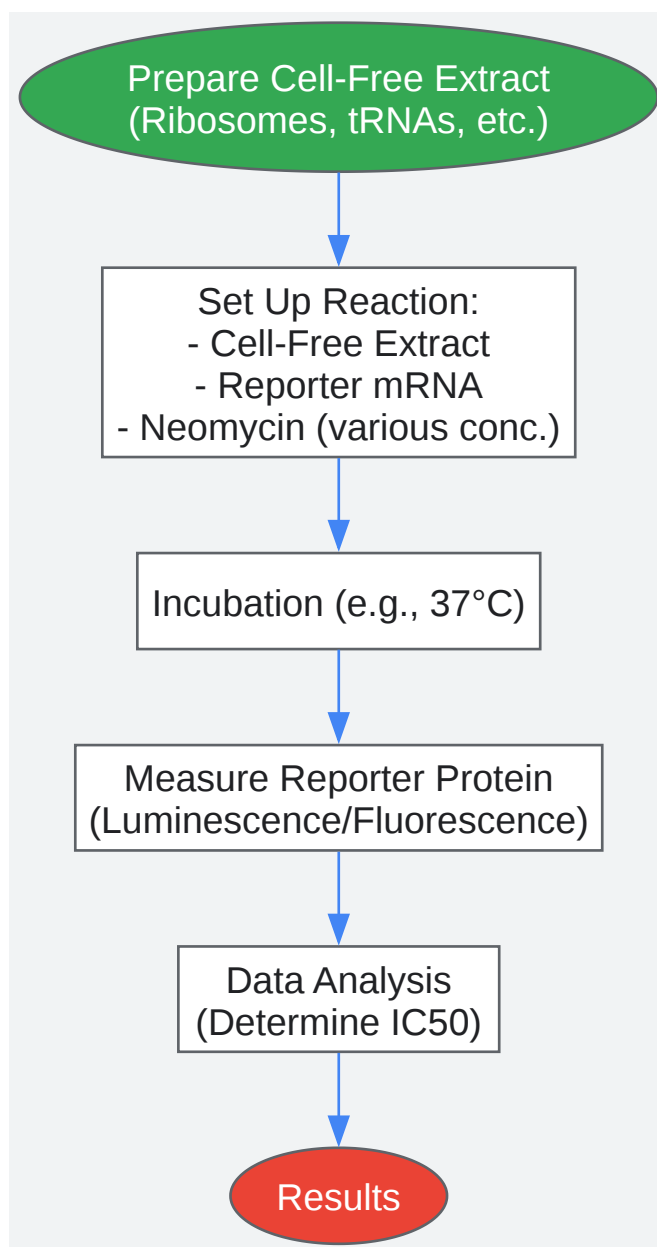 Prepare Cell-Free Extract
(Ribosomes, tRNAs, etc.)
Set Up Reaction:
- Cell-Free Extract
- Reporter mRNA
- Neomycin (various conc.)
Incubation (e.g., 37°C)
Measure Reporter Protein
(Luminescence/Fluorescence)
Data Analysis
(Determine IC50)
Results